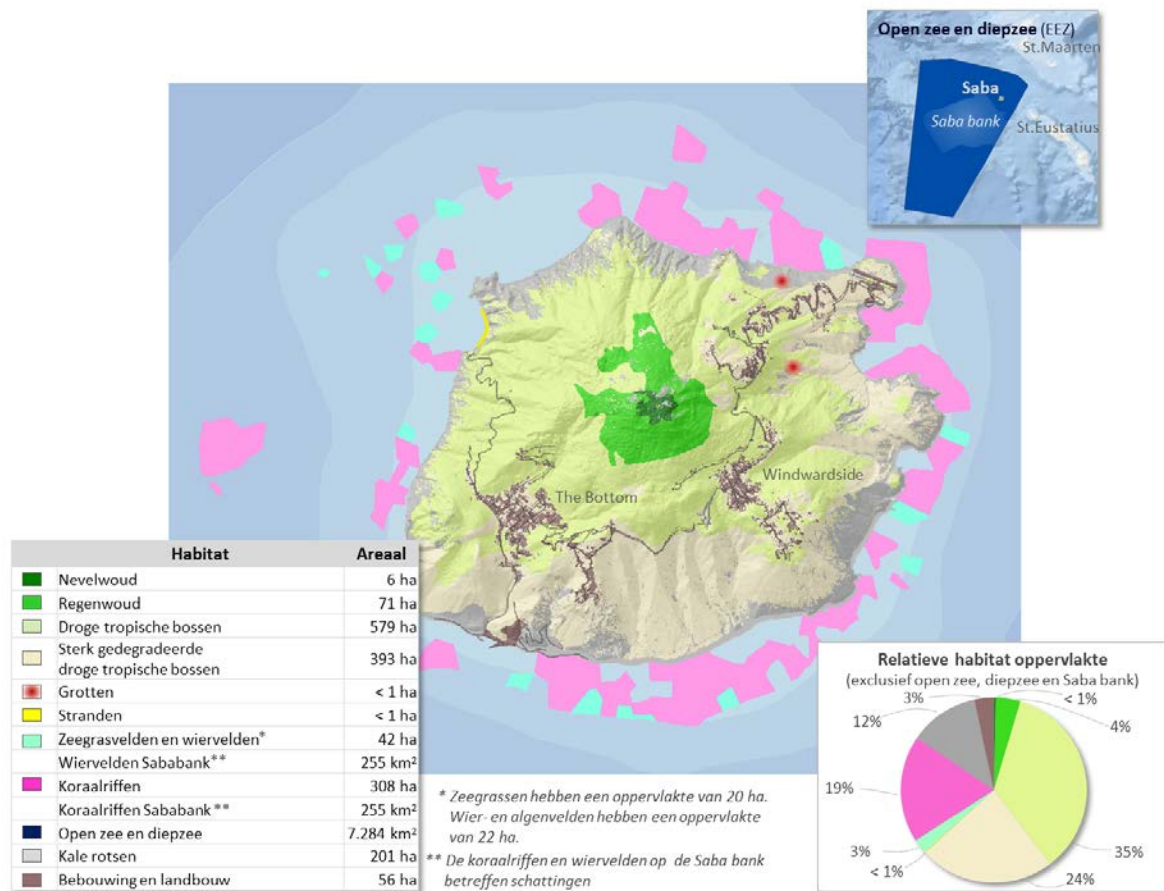 Open zee en diepzee (EEZ)
St.Maarten
Saba
Saba bank
St.Eustatius
Windwardside
The Bottom
Habitat Areaal
Nevelwoud 6 ha
Regenwoud 71 ha
Droge tropische bossen 579 ha
Sterk gedegradeerde
droge tropische bossen 393 ha
Grotten < 1 ha
Stranden < 1 ha
Zeegrasvelden en wiervelden* 42 ha
Wiervelden Sababank** 255 km²
Koraalriffen 308 ha
Koraalriffen Sababank ** 255 km²
Open zee en diepzee 7.284 km²
Kale rotsen 201 ha
Bebouwing en landbouw 56 ha
* Zeegrassen hebben een oppervlakte van 20 ha.
Wier- en algenvelden hebben een oppervlakte
van 22 ha.
** De koraalriffen en wiervelden op de Saba bank
betreffen schattingen
Relatieve habitat oppervlakte
(exclusief open zee, diepzee en Saba bank)
3%
< 1%
4%
12%
19%
3%
< 1%
24%
35%